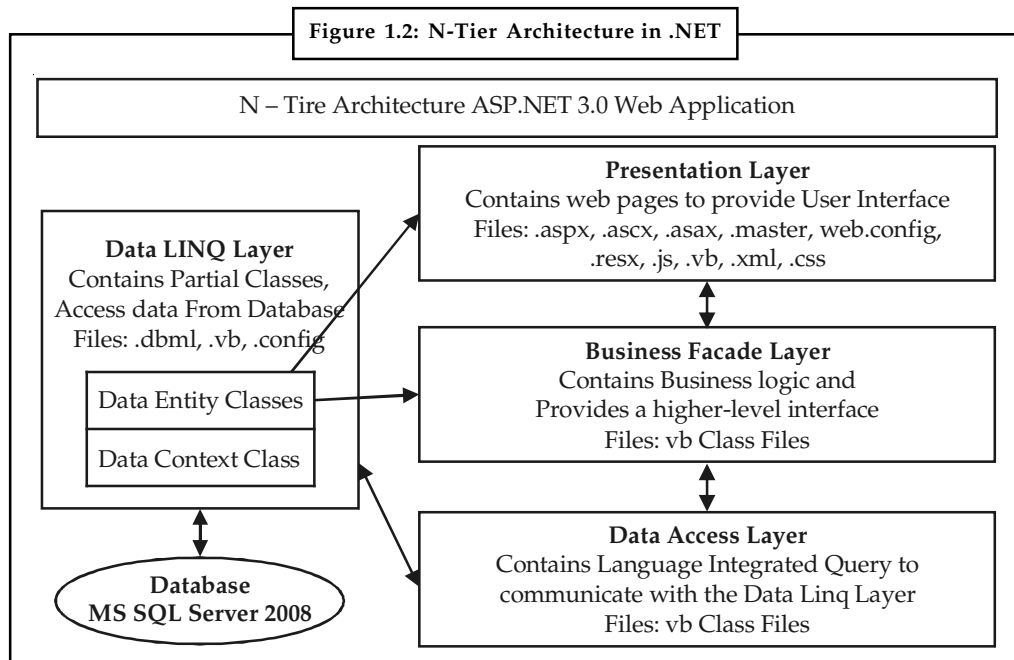 Figure 1.2: N-Tier Architecture in .NET
N – Tire Architecture ASP.NET 3.0 Web Application
Presentation Layer
Contains web pages to provide User Interface
Files: .aspx, .ascx, .asax, .master, web.config,
.resx, .js, .vb, .xml, .css
Data LINQ Layer
Contains Partial Classes,
Access data From Database
Files: .dbml, .vb, .config
Data Entity Classes
Data Context Class
Business Facade Layer
Contains Business logic and
Provides a higher-level interface
Files: vb Class Files
Data Access Layer
Contains Language Integrated Query to
communicate with the Data Linq Layer
Files: vb Class Files
Database
MS SQL Server 2008